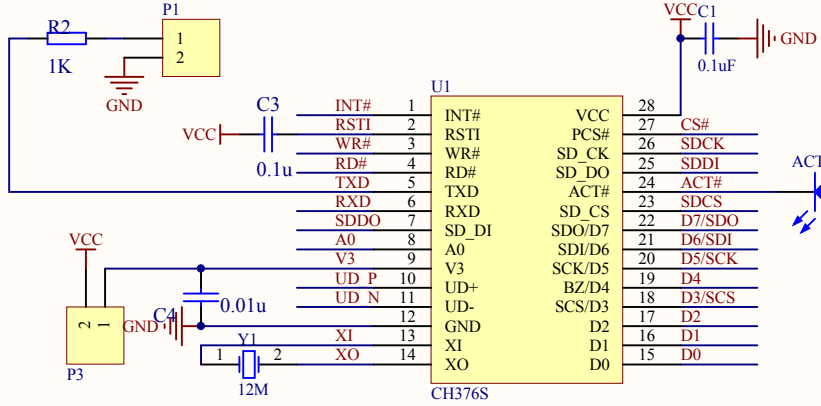 P1
R2
1K
1
2
GND
VCC
C1
0.1uF
GND
U1
C3
VCC
0.1u
INT# 1 INT# VCC 28
RSTI 2 RSTI PCS# 27 CS#
WR# 3 WR# SD_CK 26 SDCK
RD# 4 RD# SD_DO 25 SDDI
TXD 5 TXD ACT# 24 ACT#
RXD 6 RXD SD_CS 23 SDCS
SDDO 7 SD_DI SDO/D7 22 D7/SDO
A0 8 A0 SDI/D6 21 D6/SDI
V3 9 V3 SCK/D5 20 D5/SCK
UD_P 10 UD+ BZ/D4 19 D4
UD_N 11 UD- SCS/D3 18 D3/SCS
12 GND D2 17 D2
XI 13 XI D1 16 D1
XO 14 XO D0 15 D0
ACT
VCC
C4
0.01u
GND
2
1
P3
Y1
1
2
12M
CH376S